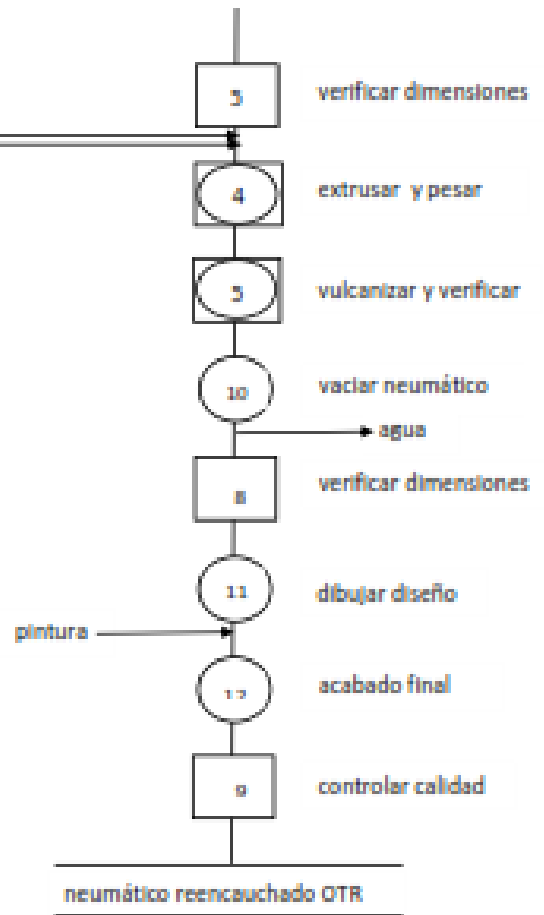 verificar dimensiones
4
extrusar y pesar
vulcanizar y verificar
10
vaciar neumático
agua
8
verificar dimensiones
11
dibujar diseño
pintura
12
acabado final
9
controlar calidad
neumático reencauchado OTR